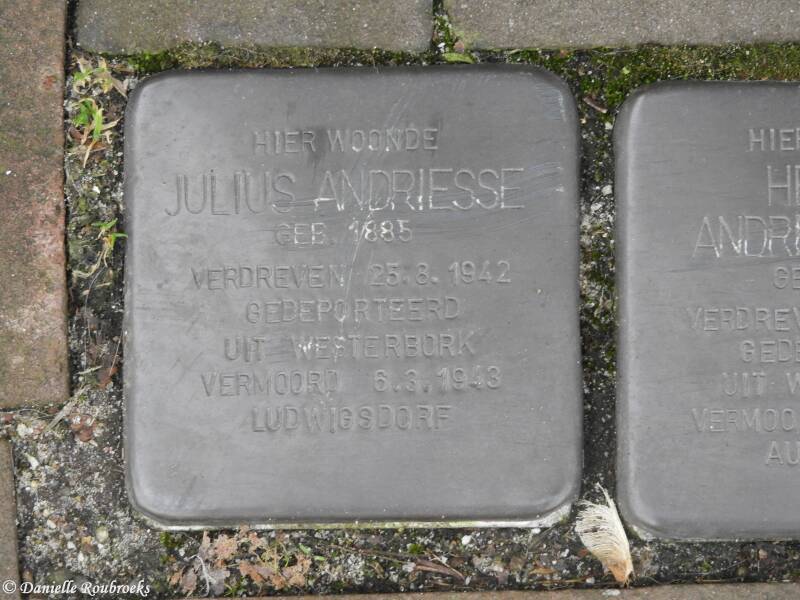 HIER WOONDE
JULIUS ANDRIESSE
GEB. 1885
VERDREVEN 25.8.1942
GEDEPORTEERD
UIT WESTERBORK
VERMOORD 6.3.1943
LUDWIGSDORF
HIER
ANDRI
VERDREV
GEDE
UIT W
VERMOO
AU
© Danielle Roubroeks